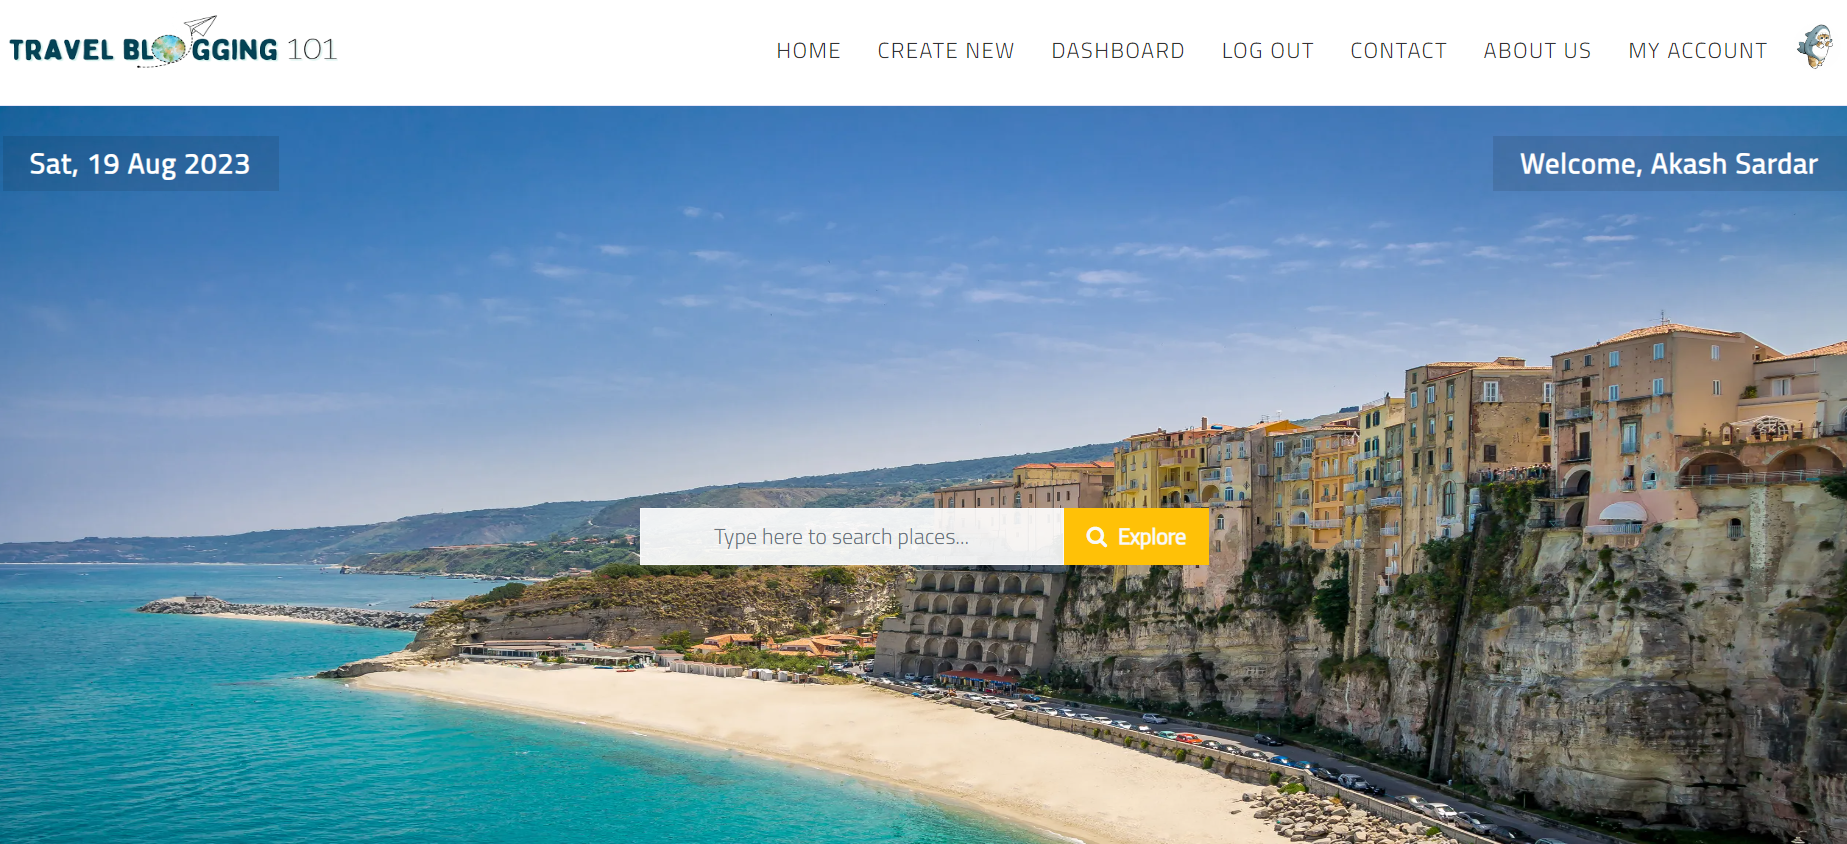 TRAVEL BLOGGING 101
HOME CREATE NEW DASHBOARD LOG OUT CONTACT ABOUT US MY ACCOUNT
Sat, 19 Aug 2023
Welcome, Akash Sardar
Type here to search places...
Explore